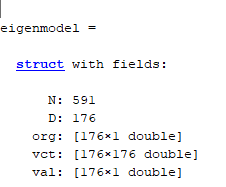 eigenmodel =
struct with fields:
N: 591
D: 176
org: [176×1 double]
vct: [176×176 double]
val: [176×1 double]